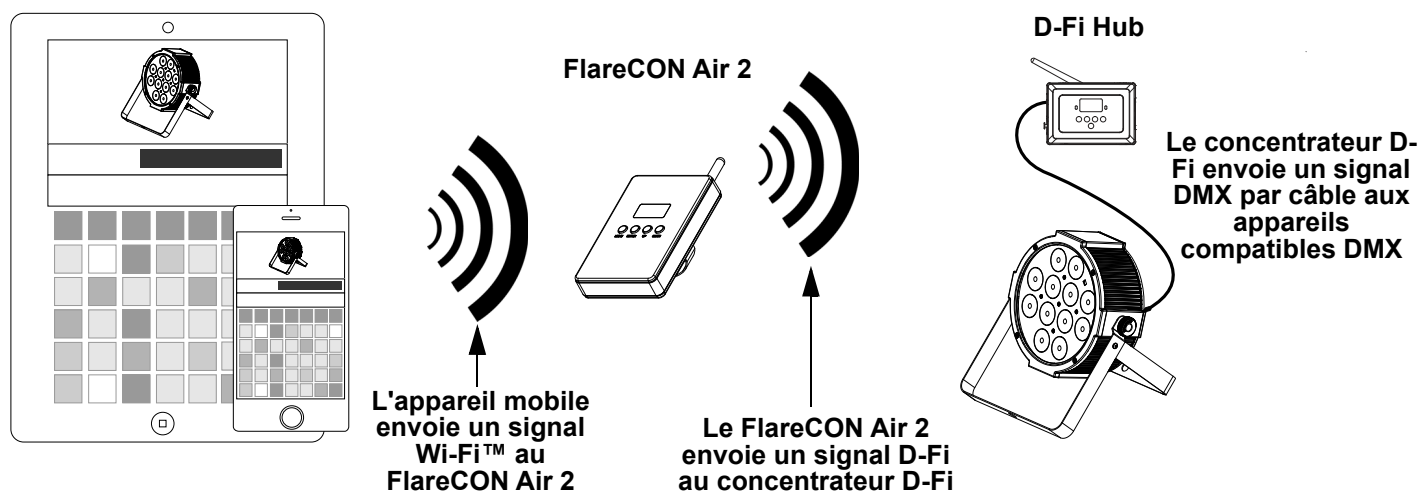 D-Fi Hub
FlareCON Air 2
Le concentrateur D-
Fi envoie un signal
DMX par câble aux
appareils
compatibles DMX
L'appareil mobile
envoie un signal
Wi-Fi™ au
FlareCON Air 2
Le FlareCON Air 2
envoie un signal D-Fi
au concentrateur D-Fi